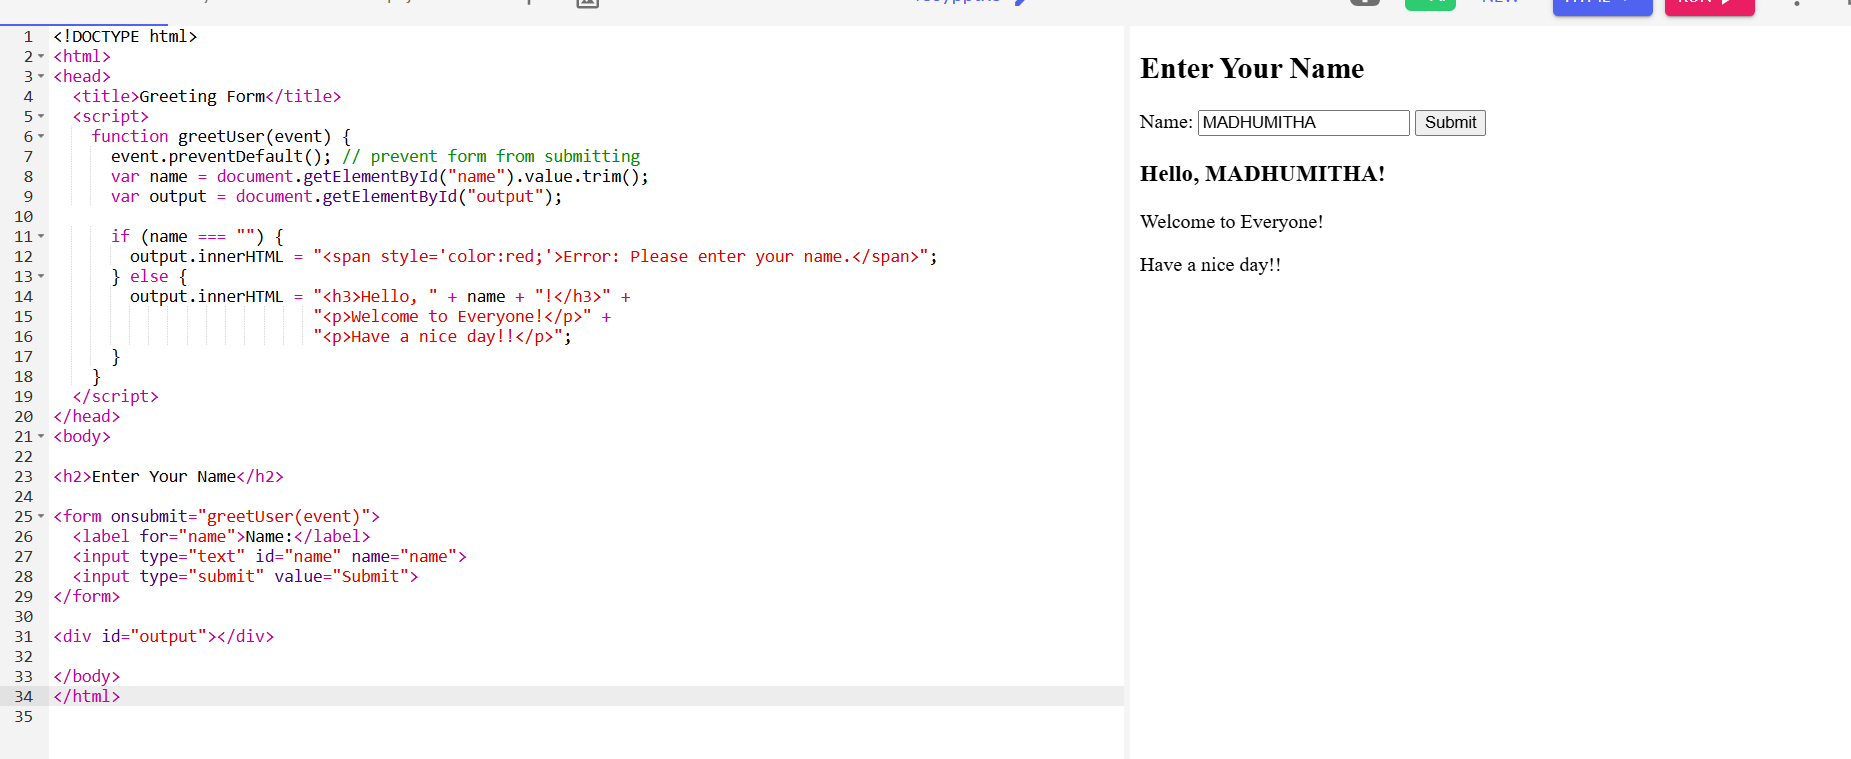 1 <!DOCTYPE html>
2 <html>
3 <head>
4   <title>Greeting Form</title>
5   <script>
6     function greetUser(event) {
7       event.preventDefault(); // prevent form from submitting
8       var name = document.getElementById("name").value.trim();
9       var output = document.getElementById("output");
10
11       if (name === "") {
12         output.innerHTML = "<span style='color:red;'>Error: Please enter your name.</span>";
13       } else {
14         output.innerHTML = "<h3>Hello, " + name + "!</h3>" +
15                            "<p>Welcome to Everyone!</p>" +
16                            "<p>Have a nice day!!</p>";
17       }
18     }
19   </script>
20 </head>
21 <body>
22
23 <h2>Enter Your Name</h2>
24
25 <form onsubmit="greetUser(event)">
26   <label for="name">Name:</label>
27   <input type="text" id="name" name="name">
28   <input type="submit" value="Submit">
29 </form>
30
31 <div id="output"></div>
32
33 </body>
34 </html>
35
Enter Your Name
Name: MADHUMITHA Submit
Hello, MADHUMITHA!
Welcome to Everyone!
Have a nice day!!